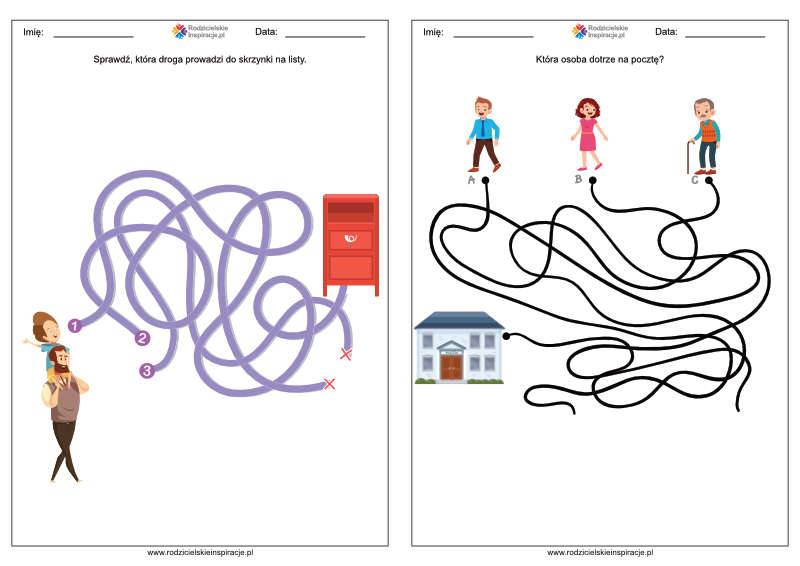 Imię:
Rodzicielskie
Inspiracje.pl
Data:
Sprawdź, która droga prowadzi do skrzynki na listy.
1
2
3
www.rodzicielskieinspiracje.pl
Imię:
Rodzicielskie
Inspiracje.pl
Data:
Która osoba dotrze na pocztę?
A
B
C
www.rodzicielskieinspiracje.pl